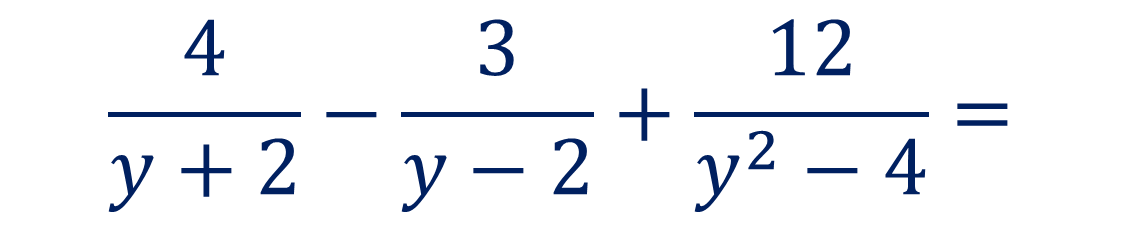 4/(y + 2) − 3/(y − 2) + 12/(y² − 4) =